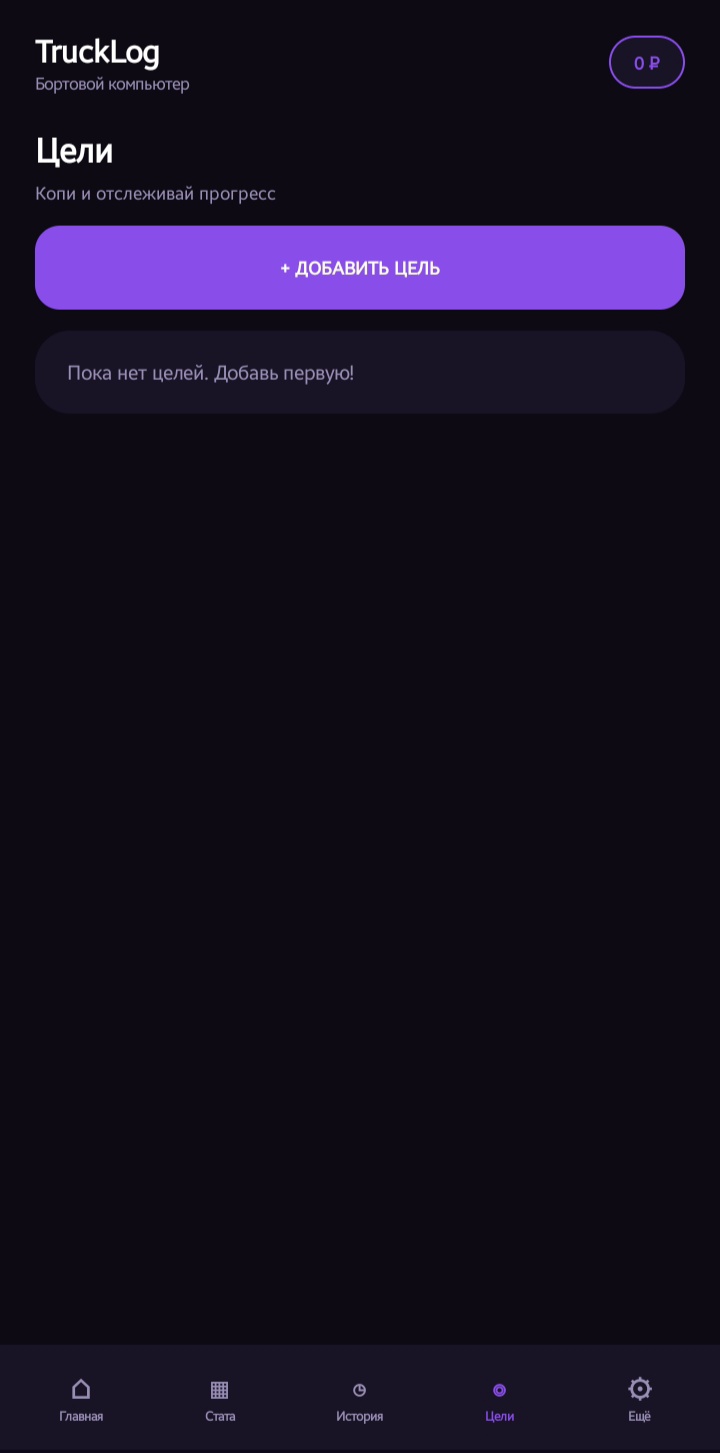 TruckLog
Бортовой компьютер
0 ₽
Цели
Копи и отслеживай прогресс
+ ДОБАВИТЬ ЦЕЛЬ
Пока нет целей. Добавь первую!
Главная
Стата
История
Цели
Ещё